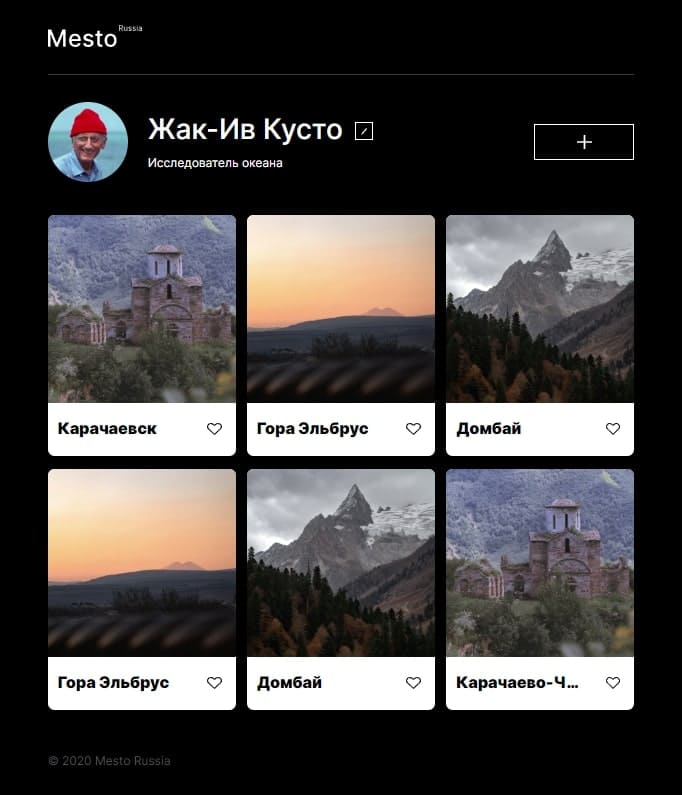 Mesto Russia
Жак-Ив Кусто
Исследователь океана
Карачаевск
Гора Эльбрус
Домбай
Гора Эльбрус
Домбай
Карачаево-Ч...
© 2020 Mesto Russia